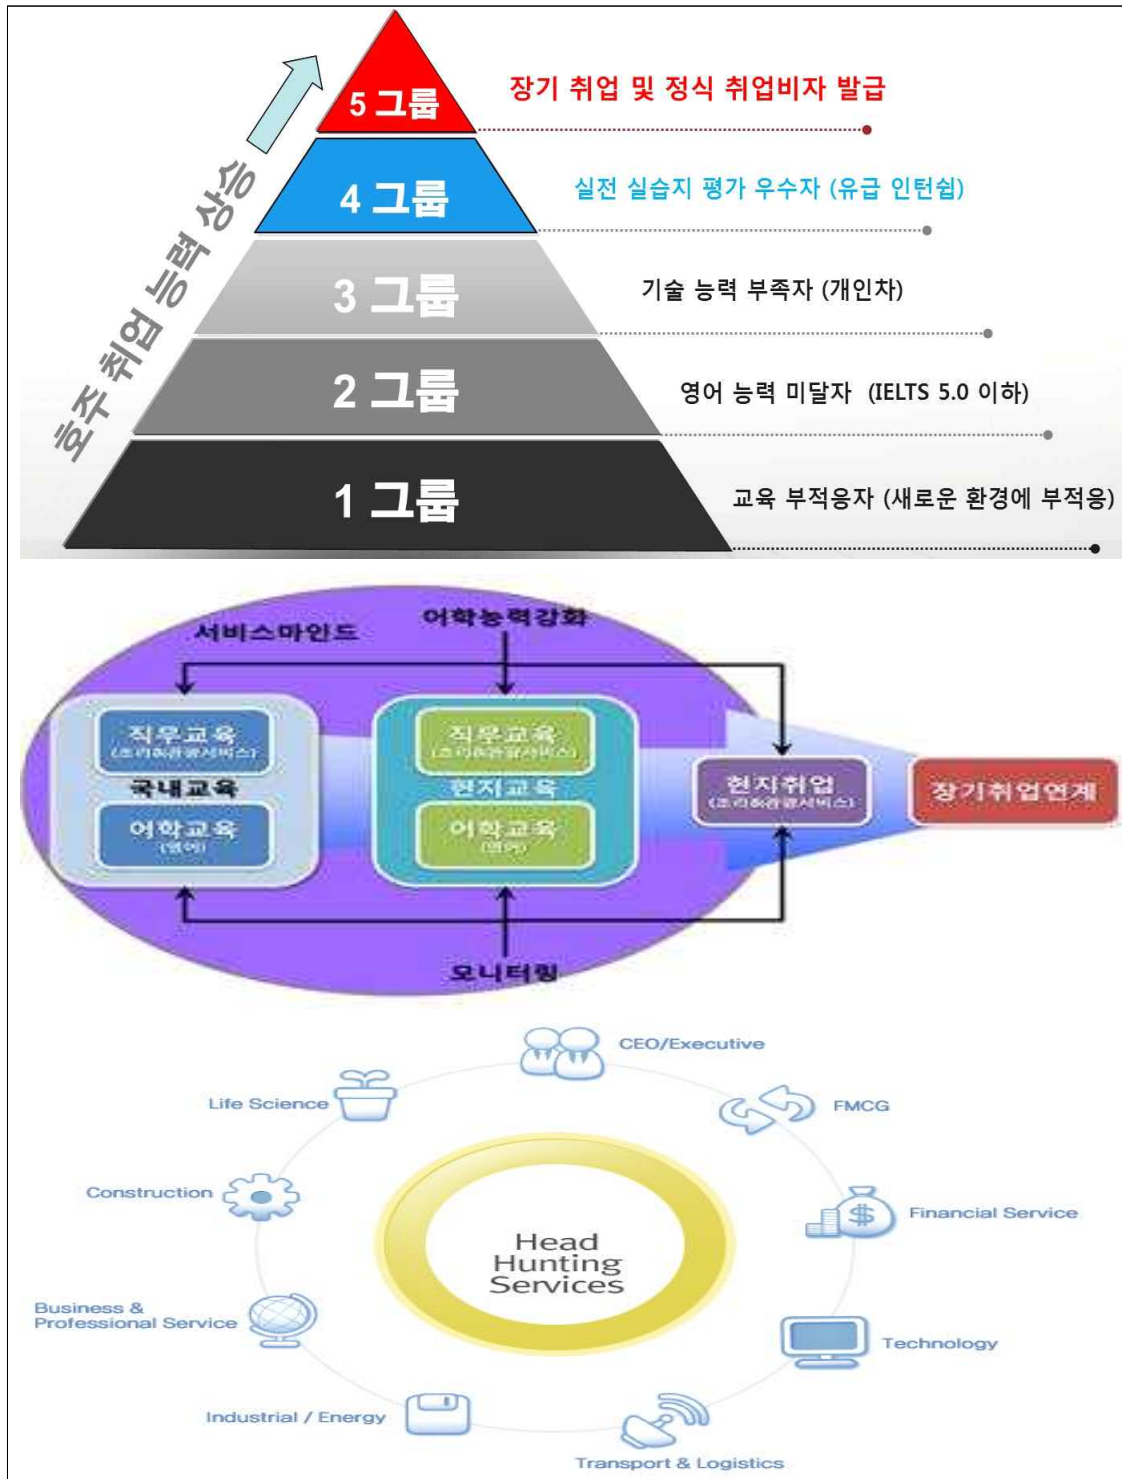 5 그룹
장기 취업 및 정식 취업비자 발급
4 그룹
실전 실습지 평가 우수자 (유급 인턴쉽)
3 그룹
기술 능력 부족자 (개인차)
2 그룹
영어 능력 미달자 (IELTS 5.0 이하)
1 그룹
교육 부적응자 (새로운 환경에 부적응)
호주 취업 능력 상승
서비스마인드
어학능력강화
직무교육
국내교육
어학교육
(영어)
직무교육
현지교육
어학교육
(영어)
현지취업
장기취업연계
모니터링
CEO/Executive
Life Science
FMCG
Construction
Financial Service
Head
Hunting
Services
Business &
Professional Service
Technology
Industrial / Energy
Transport & Logistics